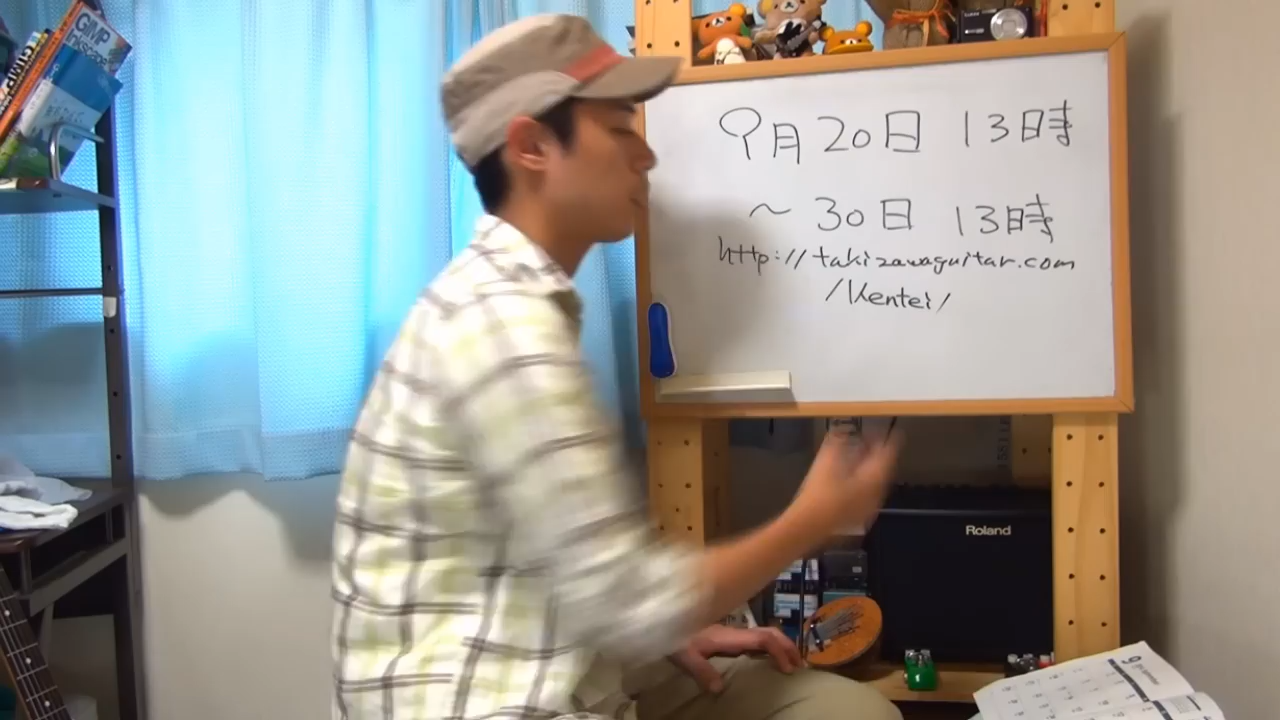 9月20日 13時
～30日 13時
http://takizawaguitar.com
/kentei/
Roland
GIMP